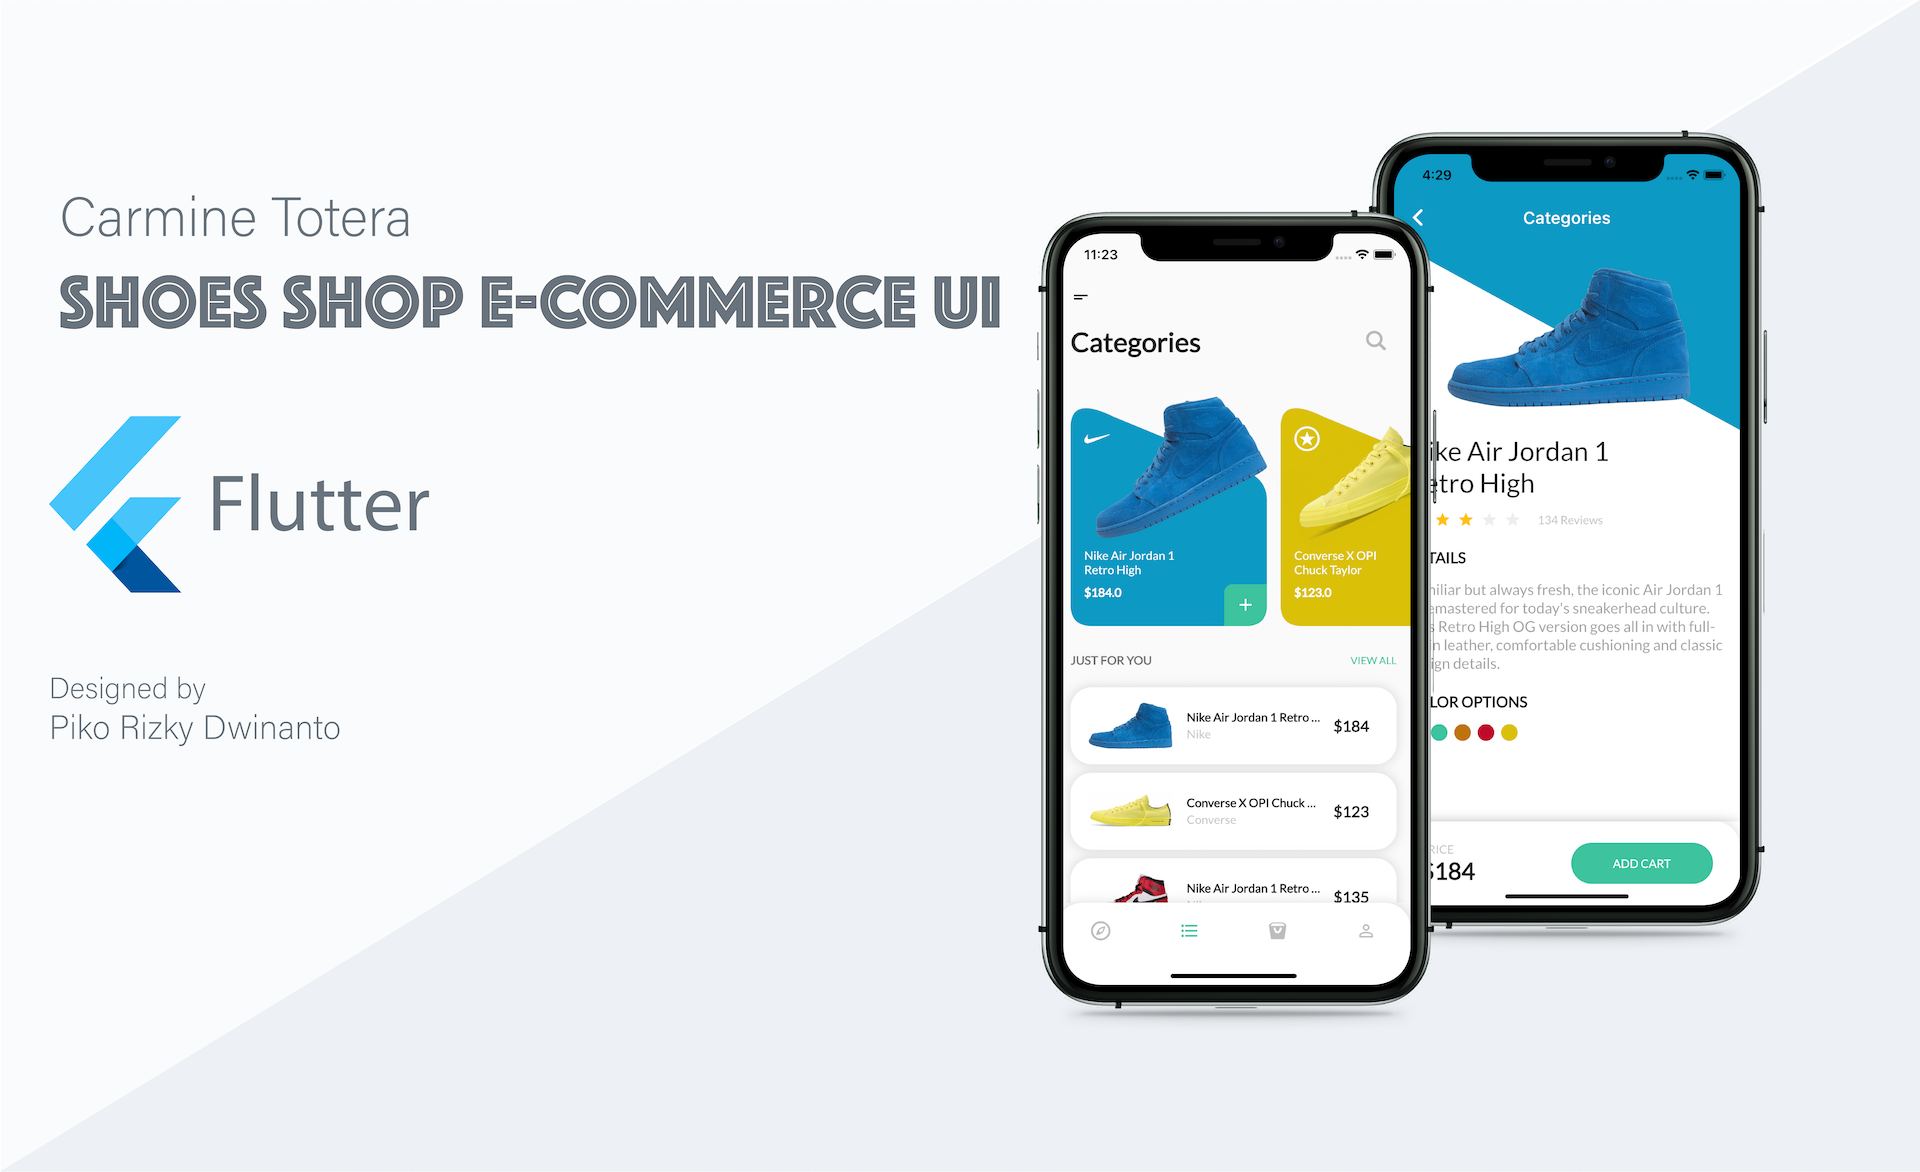 Carmine Totera
SHOES SHOP E-COMMERCE UI
Flutter
Designed by
Piko Rizky Dwinanto
11:23
Categories
Nike Air Jordan 1
Retro High
$184.0
+
Converse X OPI
Chuck Taylor
$123.0
JUST FOR YOU
VIEW ALL
Nike Air Jordan 1 Retro ...
Nike
$184
Converse X OPI Chuck ...
Converse
$123
Nike Air Jordan 1 Retro ...
$135
4:29
Categories
ike Air Jordan 1
etro High
134 Reviews
TAILS
iliar but always fresh, the iconic Air Jordan 1
emastered for today's sneakerhead culture.
s Retro High OG version goes all in with full-
n leather, comfortable cushioning and classic
ign details.
LOR OPTIONS
RICE
$184
ADD CART